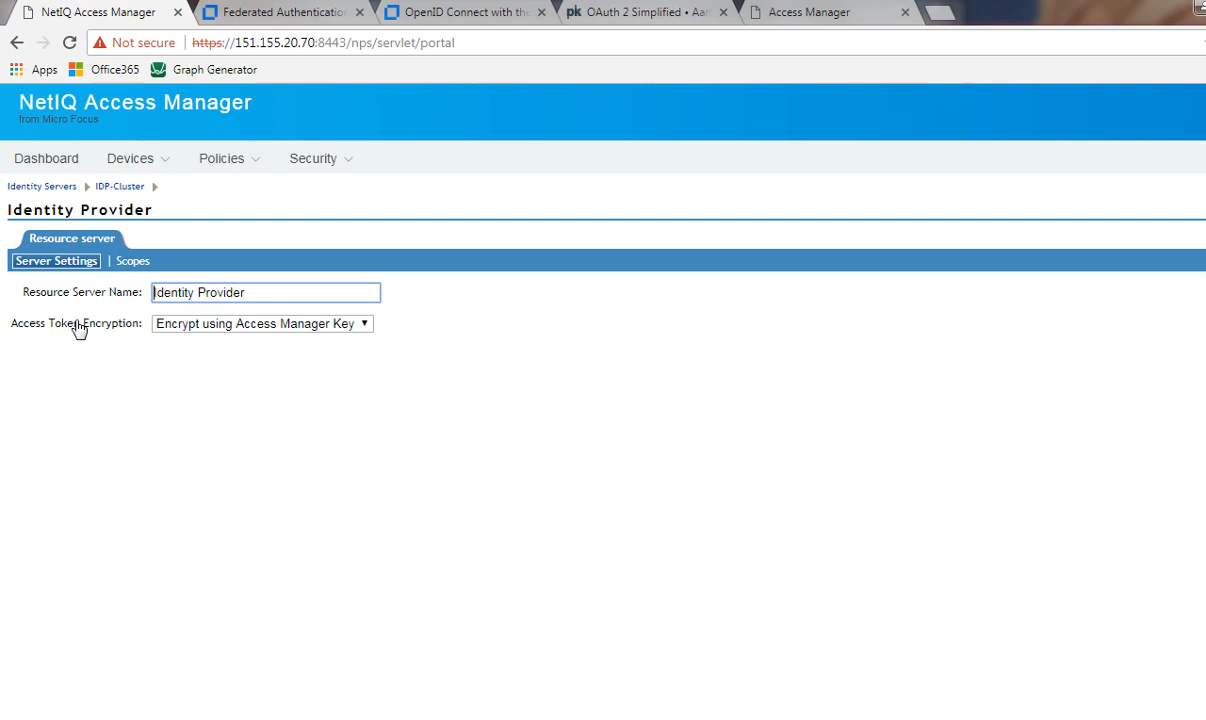 NetIQ Access Manager
Federated Authentication
OpenID Connect with the
pk OAuth 2 Simplified • Aar
Access Manager
Not secure | https://151.155.20.70:8443/nps/servlet/portal
Apps Office365 Graph Generator
NetIQ Access Manager
from Micro Focus
Dashboard Devices Policies Security
Identity Servers IDP-Cluster
Identity Provider
Resource server
Server Settings | Scopes
Resource Server Name: Identity Provider
Access Token Encryption: Encrypt using Access Manager Key